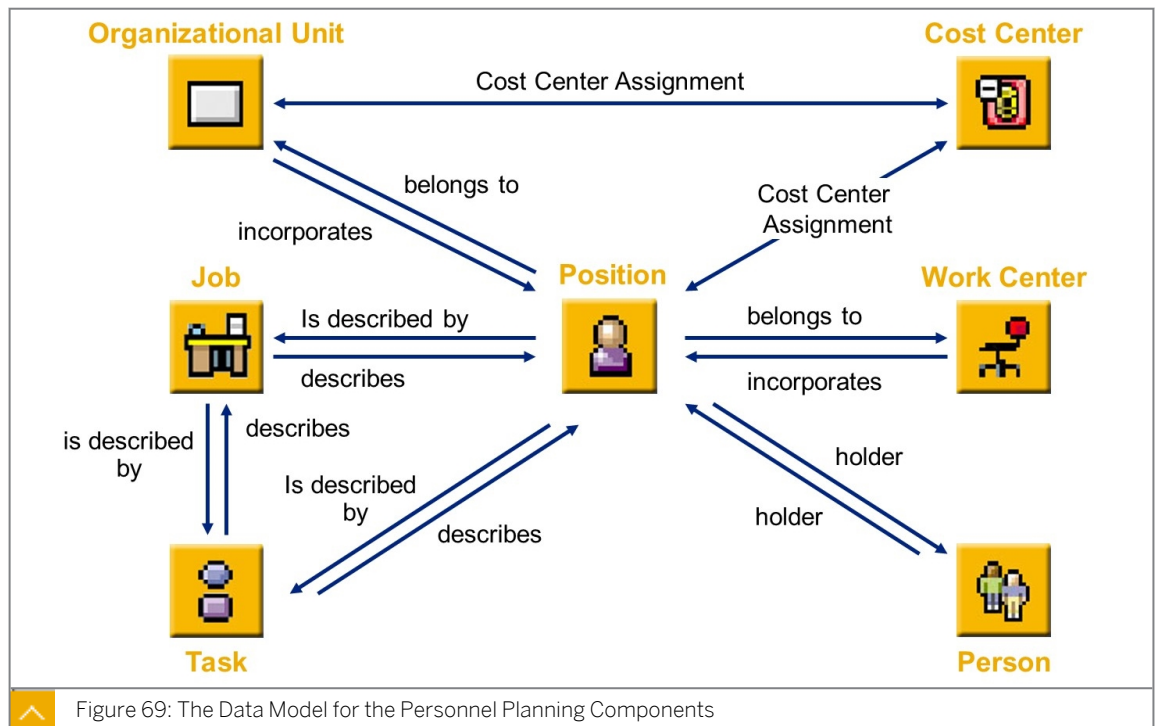 Organizational Unit
Cost Center
Cost Center Assignment
belongs to
Cost Center
Assignment
incorporates
Job
Position
Work Center
Is described by
belongs to
describes
incorporates
is described
by
describes
holder
Is described
by
holder
describes
Task
Person
Figure 69: The Data Model for the Personnel Planning Components